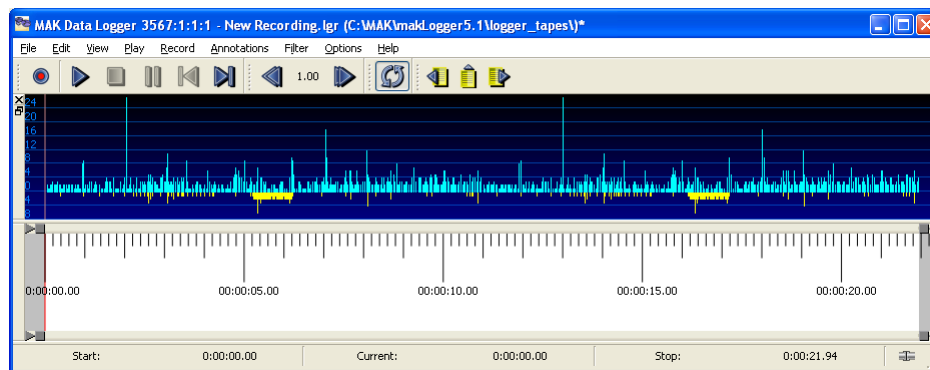 MAK Data Logger 3567:1:1:1 - New Recording.lgr (C:\MAK\makLogger5.1\logger_tapes\)*
File Edit View Play Record Annotations Filter Options Help
1.00
24
20
16
12
8
4
0
4
8
0:00:00.00 00:00:05.00 00:00:10.00 00:00:15.00 00:00:20.00
Start: 0:00:00.00 Current: 0:00:00.00 Stop: 0:00:21.94